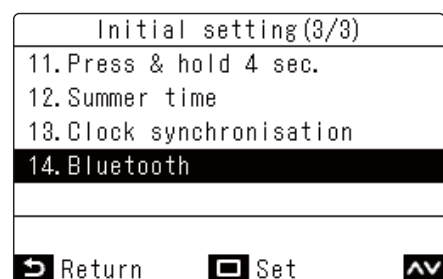 Initial setting(3/3)
11.Press & hold 4 sec.
12.Summer time
13.Clock synchronisation
14.Bluetooth
Return Set